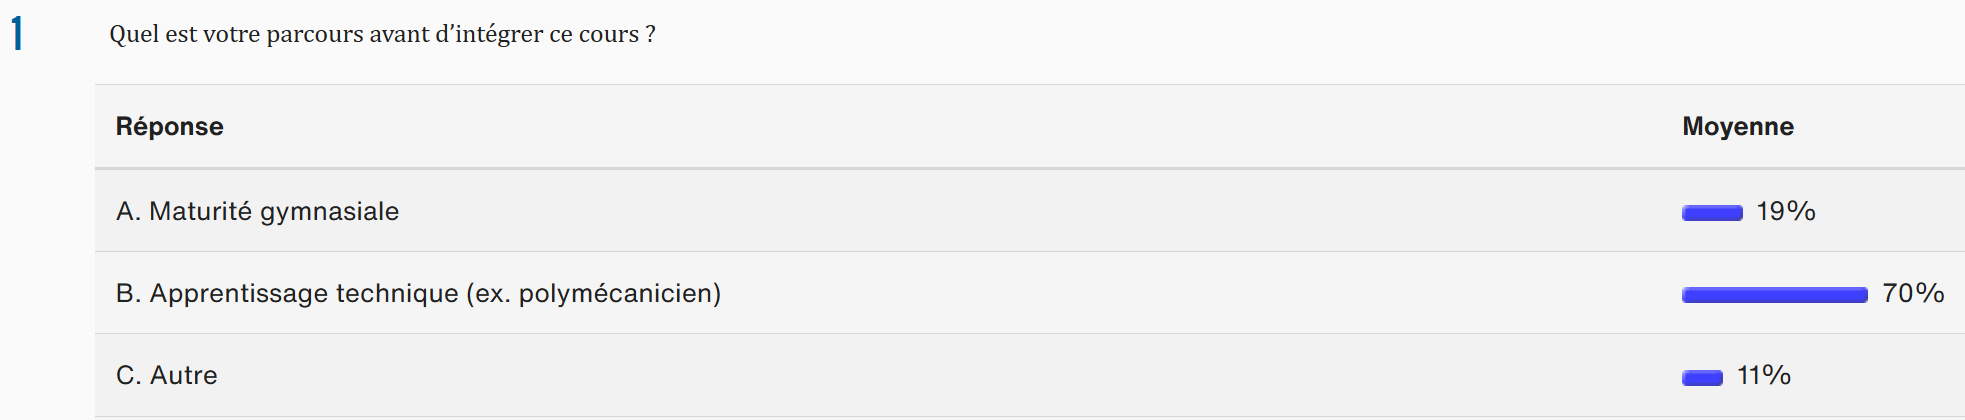 1 Quel est votre parcours avant d’intégrer ce cours ?
Réponse Moyenne
A. Maturité gymnasiale 19%
B. Apprentissage technique (ex. polymécanicien) 70%
C. Autre 11%